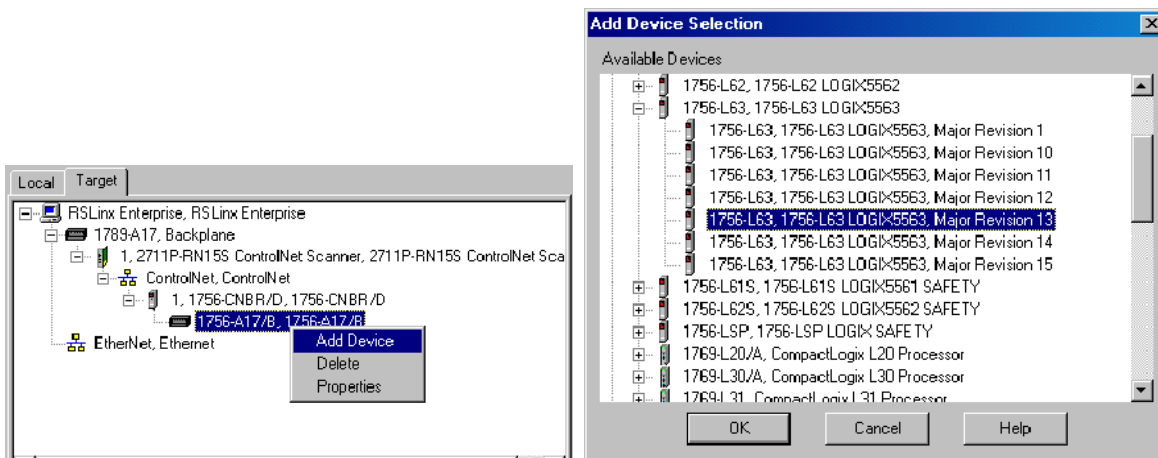 Local Target
RSLinx Enterprise, RSLinx Enterprise
1789-A17, Backplane
1, 2711P-RN15S ControlNet Scanner, 2711P-RN15S ControlNet Sca
ControlNet, ControlNet
1, 1756-CNBR/D, 1756-CNBR/D
1756-A17/B, 1756-A17/B
EtherNet, Ethernet
Add Device
Delete
Properties
Add Device Selection
Available Devices
1756-L62, 1756-L62 LOGIX5562
1756-L63, 1756-L63 LOGIX5563
1756-L63, 1756-L63 LOGIX5563, Major Revision 1
1756-L63, 1756-L63 LOGIX5563, Major Revision 10
1756-L63, 1756-L63 LOGIX5563, Major Revision 11
1756-L63, 1756-L63 LOGIX5563, Major Revision 12
1756-L63, 1756-L63 LOGIX5563, Major Revision 13
1756-L63, 1756-L63 LOGIX5563, Major Revision 14
1756-L63, 1756-L63 LOGIX5563, Major Revision 15
1756-L61S, 1756-L61S LOGIX5561 SAFETY
1756-L62S, 1756-L62S LOGIX5562 SAFETY
1756-LSP, 1756-LSP LOGIX SAFETY
1769-L20/A, CompactLogix L20 Processor
1769-L30/A, CompactLogix L30 Processor
1769-L31, CompactLogix L31 Processor
OK Cancel Help